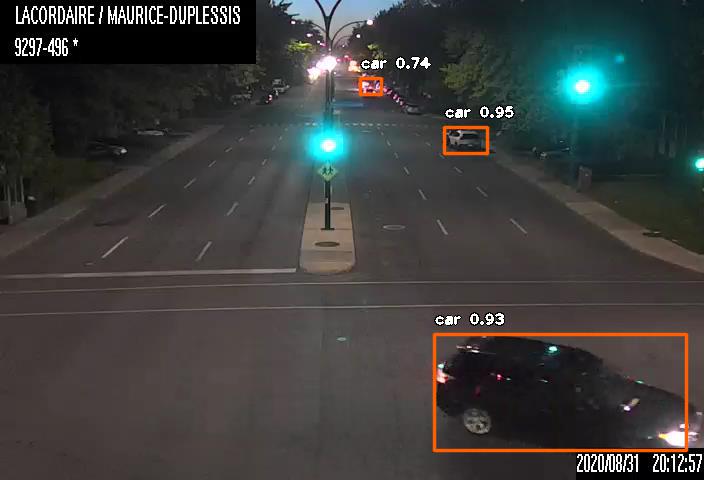 LACORDAIRE / MAURICE-DUPLESSIS
9297-496 *
car 0.74
car 0.95
car 0.93
2020/08/31 20:12:57